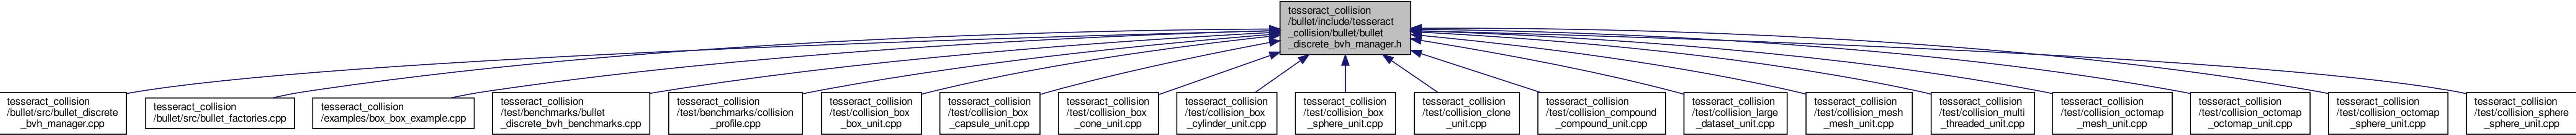 tesseract_collision
/bullet/include/tesseract
_collision/bullet/bullet
_discrete_bvh_manager.h
tesseract_collision
/bullet/src/bullet_discrete
_bvh_manager.cpp
tesseract_collision
/bullet/src/bullet_factories.cpp
tesseract_collision
/examples/box_box_example.cpp
tesseract_collision
/test/benchmarks/bullet
_discrete_bvh_benchmarks.cpp
tesseract_collision
/test/benchmarks/collision
_profile.cpp
tesseract_collision
/test/collision_box
_box_unit.cpp
tesseract_collision
/test/collision_box
_capsule_unit.cpp
tesseract_collision
/test/collision_box
_cone_unit.cpp
tesseract_collision
/test/collision_box
_cylinder_unit.cpp
tesseract_collision
/test/collision_box
_sphere_unit.cpp
tesseract_collision
/test/collision_clone
_unit.cpp
tesseract_collision
/test/collision_compound
_compound_unit.cpp
tesseract_collision
/test/collision_large
_dataset_unit.cpp
tesseract_collision
/test/collision_mesh
_mesh_unit.cpp
tesseract_collision
/test/collision_multi
_threaded_unit.cpp
tesseract_collision
/test/collision_octomap
_mesh_unit.cpp
tesseract_collision
/test/collision_octomap
_octomap_unit.cpp
tesseract_collision
/test/collision_octomap
_sphere_unit.cpp
tesseract_collision
/test/collision_sphere
_sphere_unit.cpp